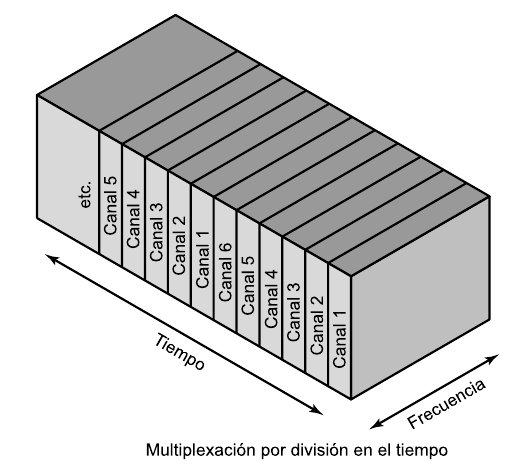 etc.
Canal 5
Canal 4
Canal 3
Canal 2
Canal 1
Canal 6
Canal 5
Canal 4
Canal 3
Canal 2
Canal 1
Tiempo
Frecuencia
Multiplexación por división en el tiempo